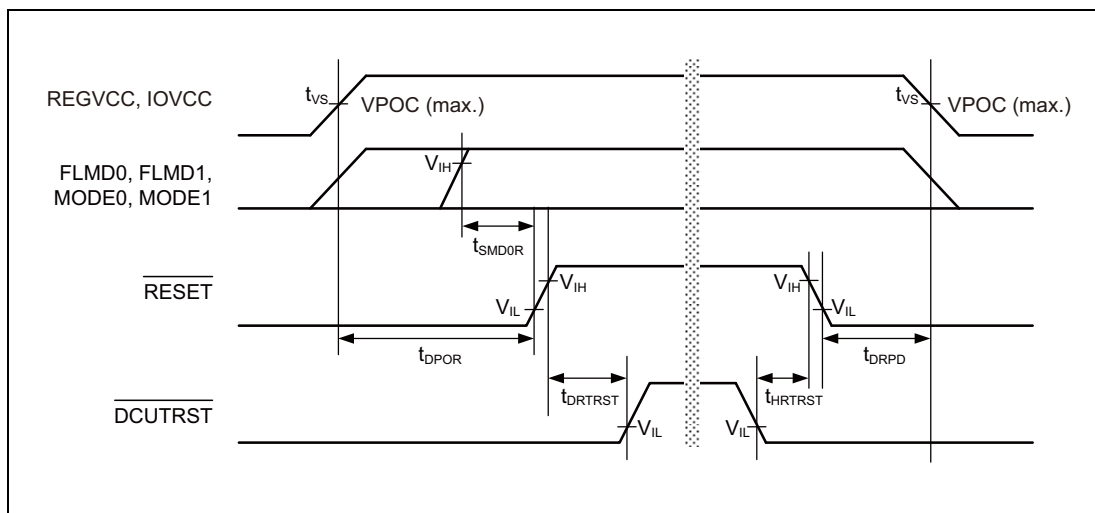 REGVCC, IOVCC
tVS
VPOC (max.)
tVS
VPOC (max.)
FLMD0, FLMD1,
MODE0, MODE1
VIH
tSMD0R
RESET
VIL
VIH
VIH
VIL
tDPOR
tDRPD
tDRTRST
tHRTRST
DCUTRST
VIL
VIL